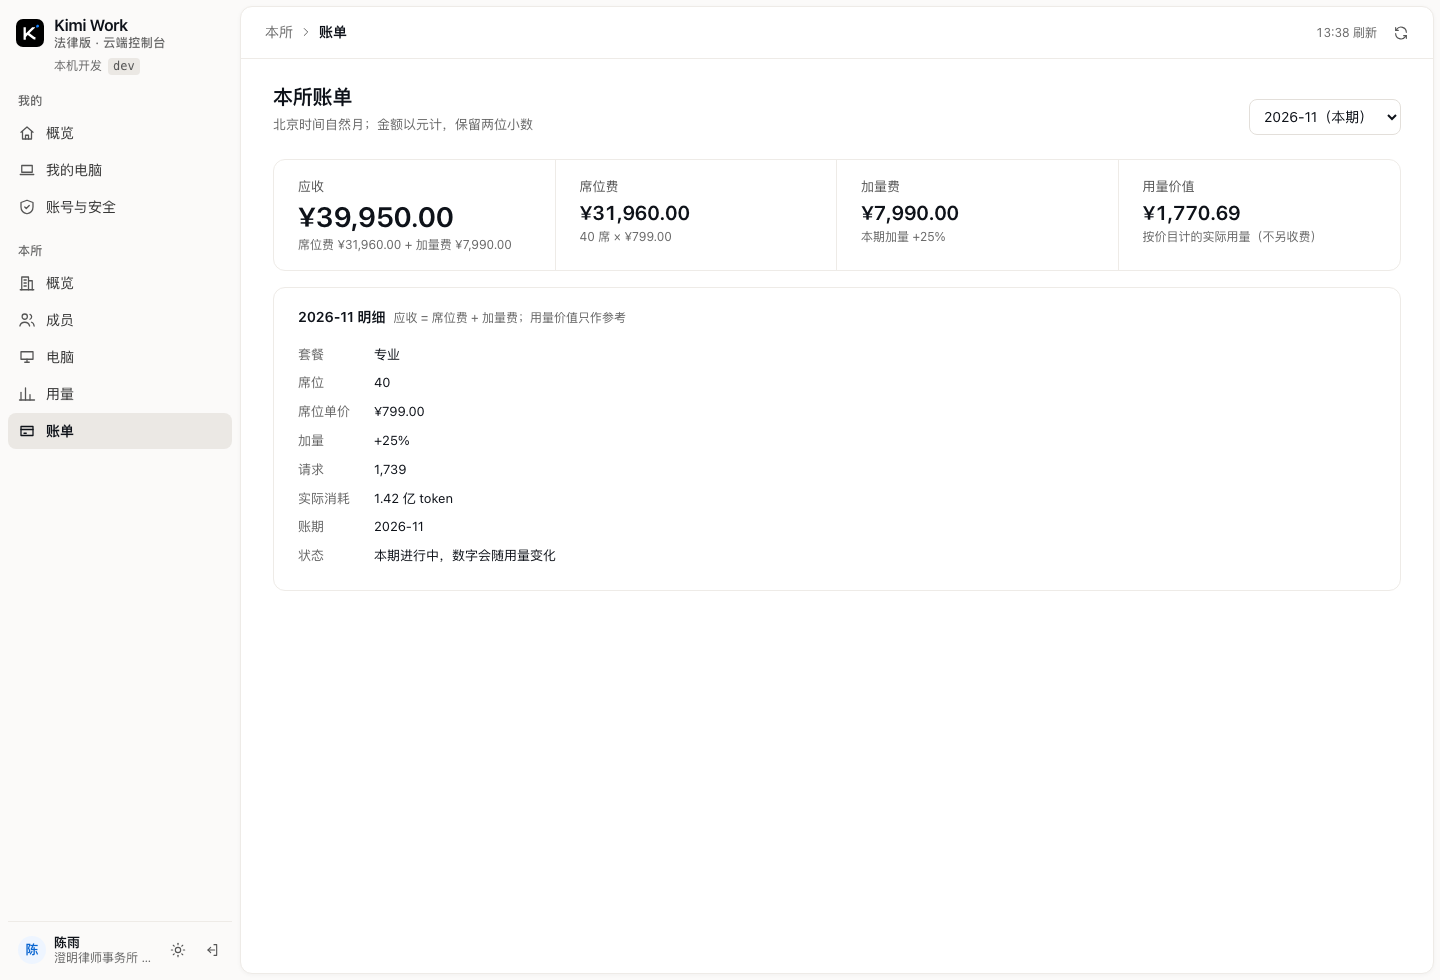 Kimi Work
法律版 · 云端控制台
本机开发 dev
我的
概览
我的电脑
账号与安全
本所
概览
成员
电脑
用量
账单
陈
陈雨
澄明律师事务所 ...
本所 > 账单
13:38 刷新
本所账单
北京时间自然月；金额以元计，保留两位小数
2026-11（本期）
应收
¥39,950.00
席位费 ¥31,960.00 + 加量费 ¥7,990.00
席位费
¥31,960.00
40 席 × ¥799.00
加量费
¥7,990.00
本期加量 +25%
用量价值
¥1,770.69
按价目计的实际用量（不另收费）
2026-11 明细 应收 = 席位费 + 加量费；用量价值只作参考
套餐 专业
席位 40
席位单价 ¥799.00
加量 +25%
请求 1,739
实际消耗 1.42 亿 token
账期 2026-11
状态 本期进行中，数字会随用量变化